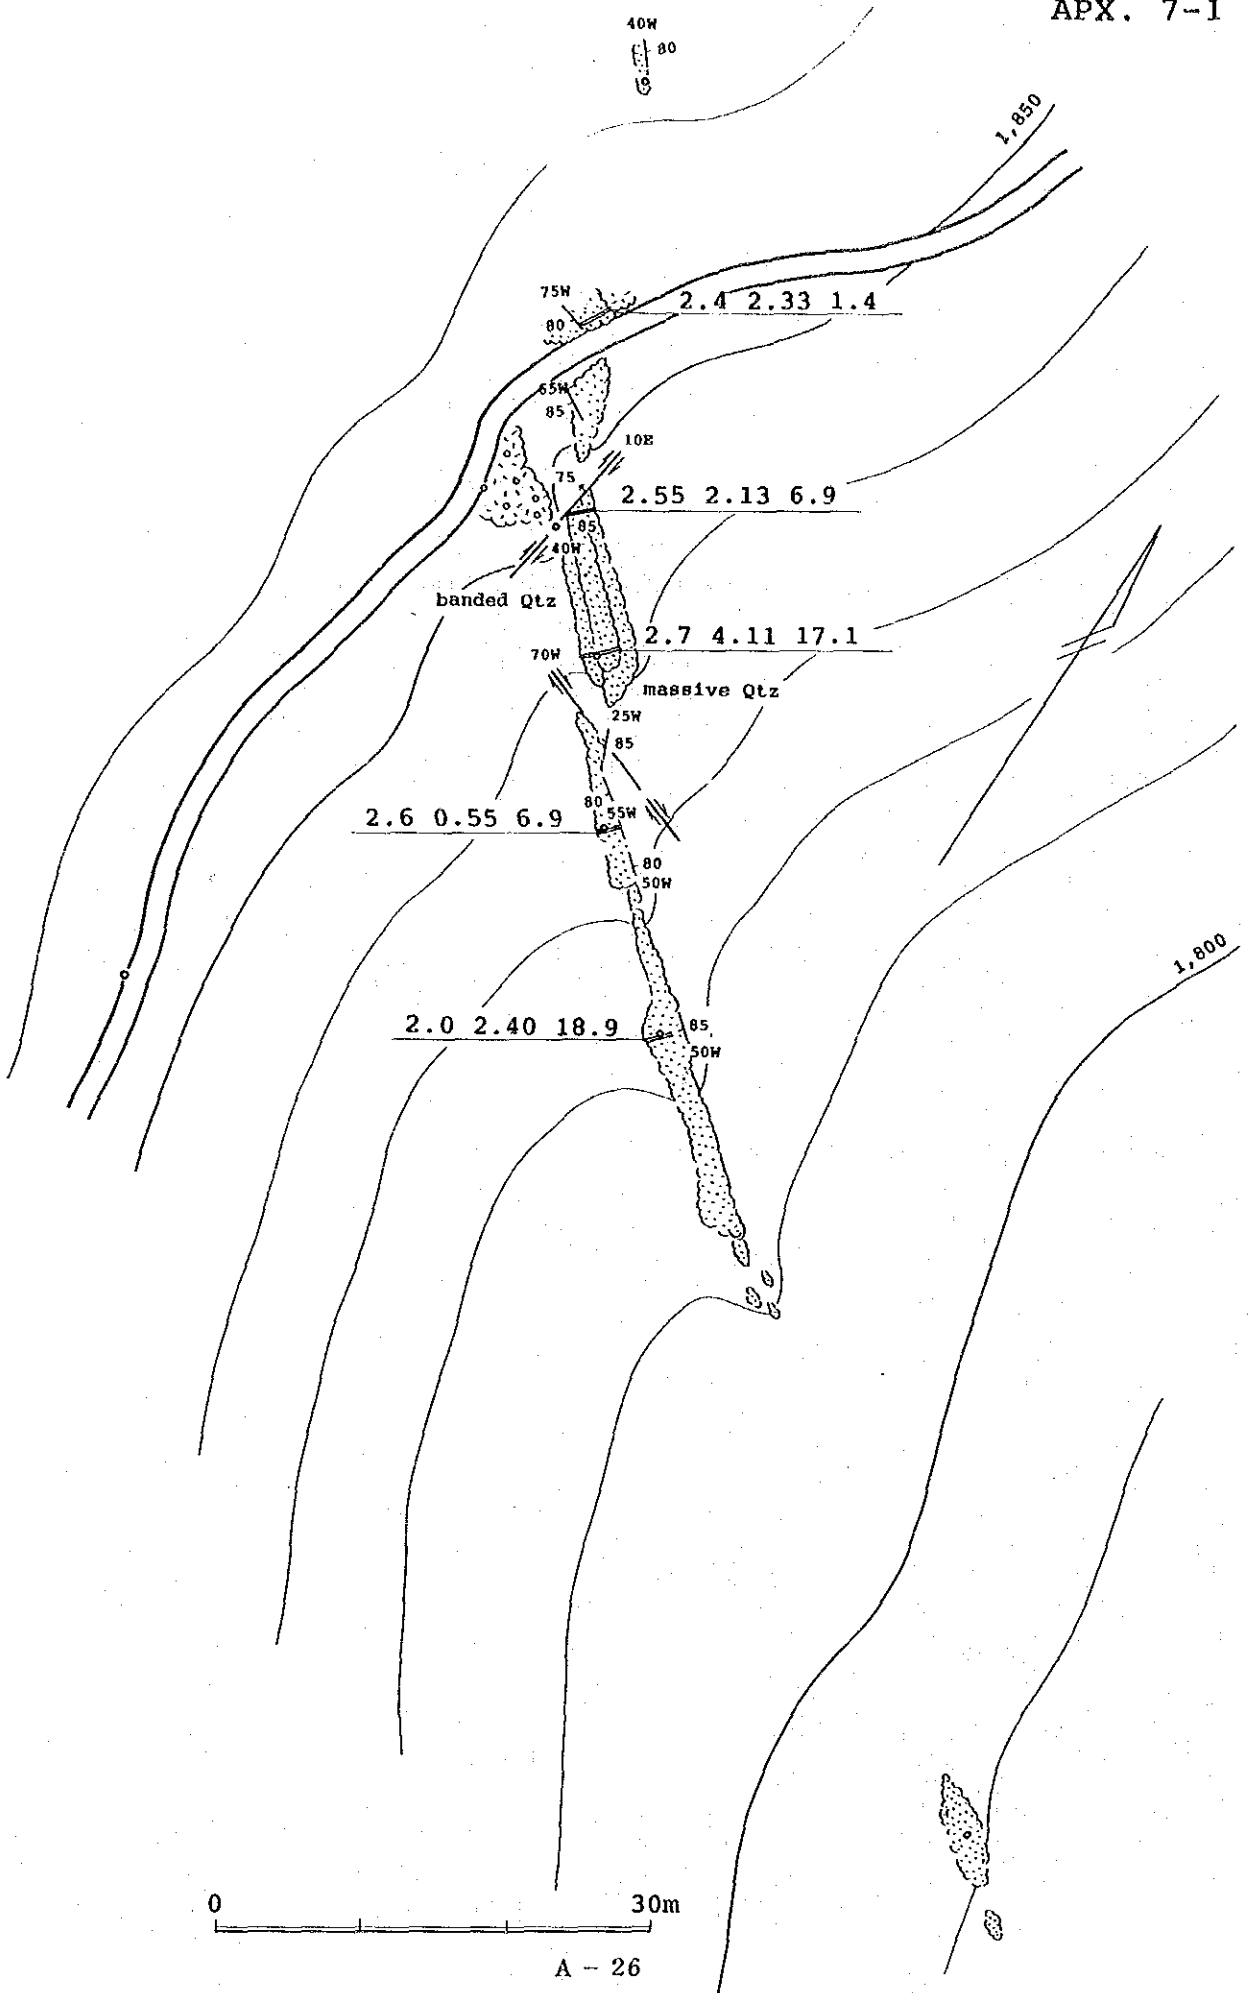 APX. 7-1
40W
80
1,850
75W
2.4 2.33 1.4
80
65W
85
10E
75
2.55 2.13 6.9
85
40W
banded Qtz
2.7 4.11 17.1
70W
massive Qtz
25W
85
80
55W
2.6 0.55 6.9
80
50W
1,800
2.0 2.40 18.9
85
50W
0 30m
A - 26